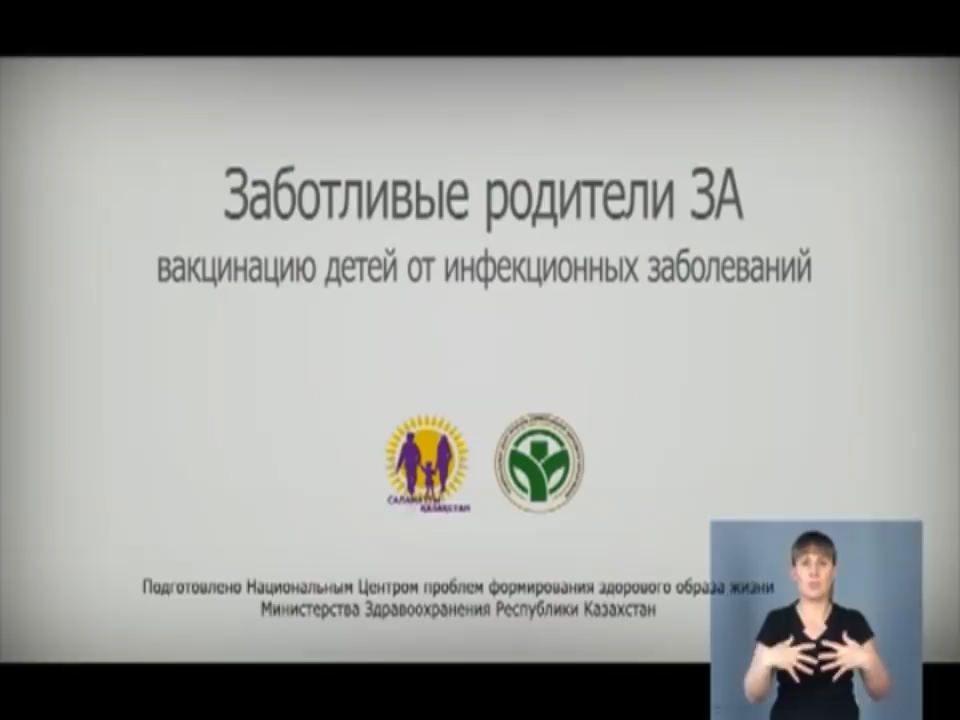 Заботливые родители ЗА
вакцинацию детей от инфекционных заболеваний
САЛАМАТТЫ
ҚАЗАҚСТАН
Подготовлено Национальным Центром проблем формирования здорового образа жизни
Министерства Здравоохранения Республики Казахстан